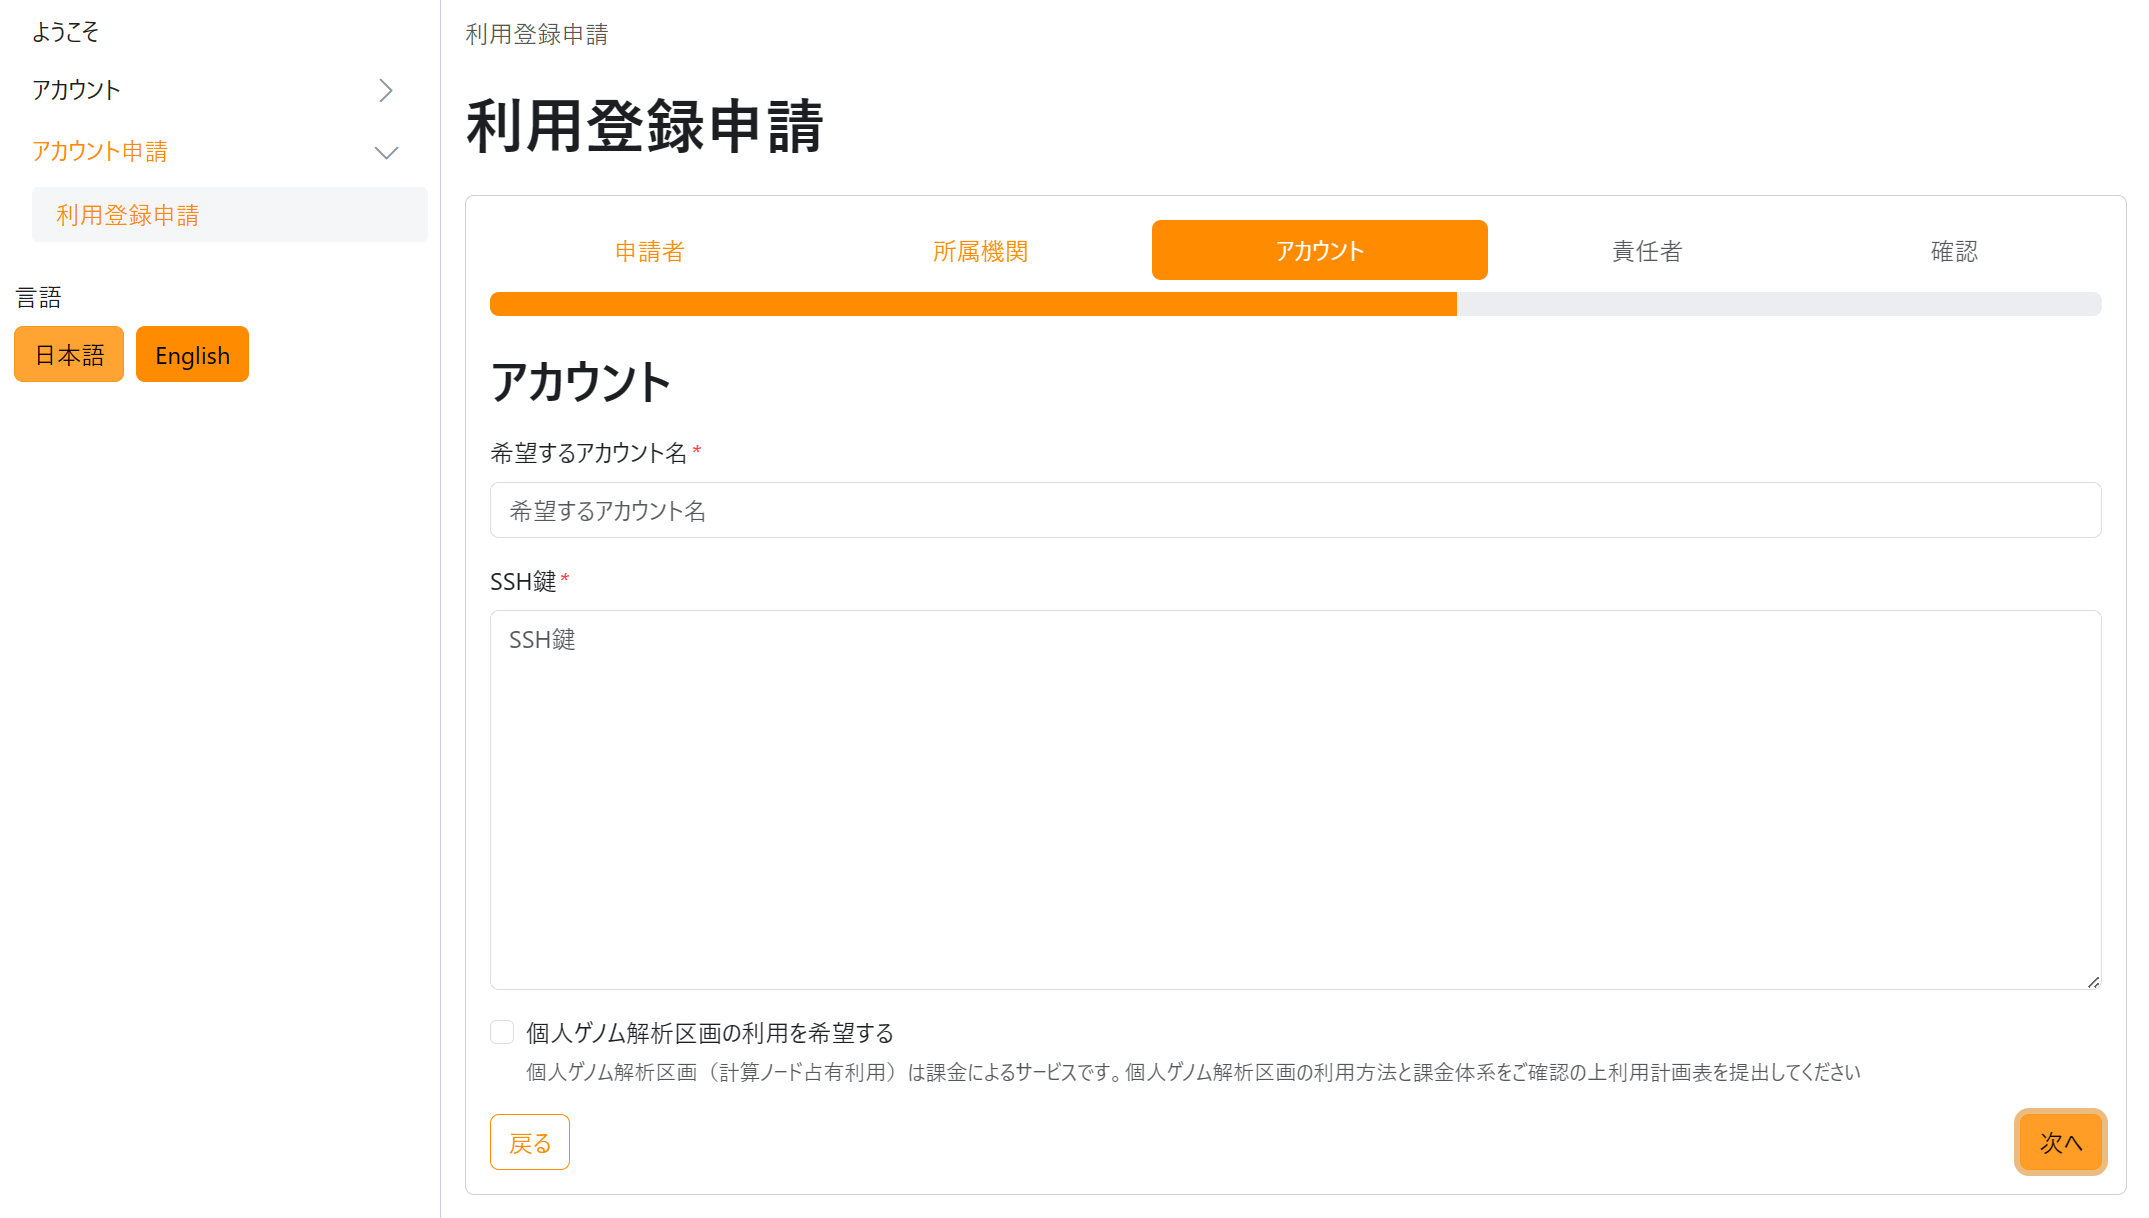 ようこそ
アカウント
アカウント申請
利用登録申請
言語
日本語 English
利用登録申請
利用登録申請
申請者 所属機関 アカウント 責任者 確認
アカウント
希望するアカウント名*
希望するアカウント名
SSH鍵*
SSH鍵
個人ゲノム解析区画の利用を希望する
個人ゲノム解析区画（計算ノード占有利用）は課金によるサービスです。個人ゲノム解析区画の利用方法と課金体系をご確認の上利用計画表を提出してください
戻る 次へ